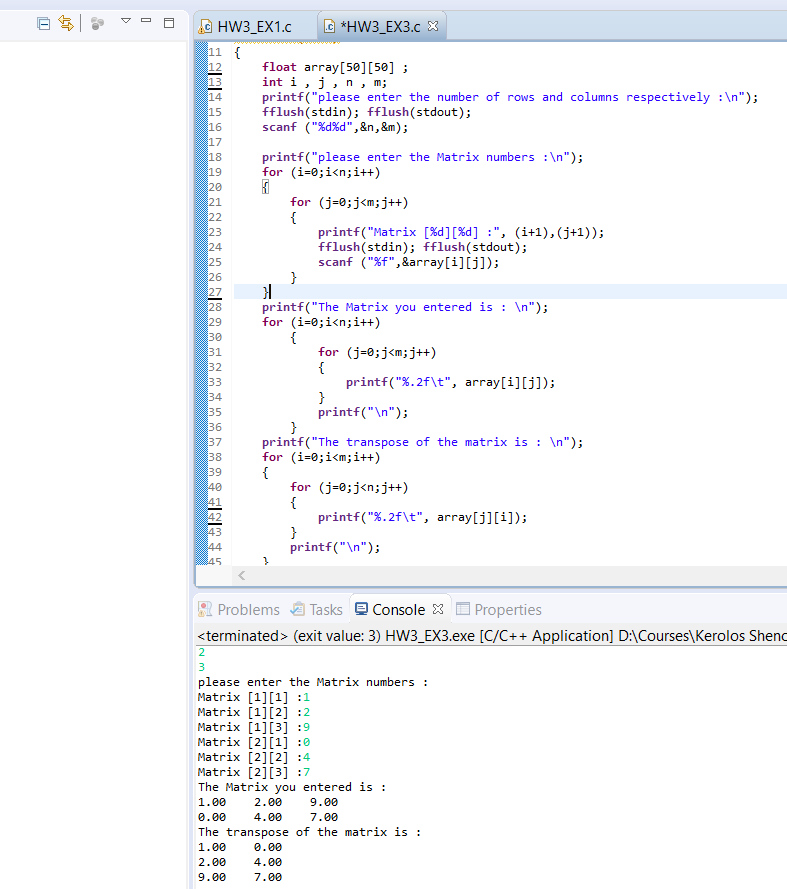 HW3_EX1.c
*HW3_EX3.c
11 {
12 float array[50][50] ;
13 int i , j , n , m;
14 printf("please enter the number of rows and columns respectively :\n");
15 fflush(stdin); fflush(stdout);
16 scanf ("%d%d",&n,&m);
17
18 printf("please enter the Matrix numbers :\n");
19 for (i=0;i<n;i++)
20 {
21 for (j=0;j<m;j++)
22 {
23 printf("Matrix [%d][%d] :", (i+1),(j+1));
24 fflush(stdin); fflush(stdout);
25 scanf ("%f",&array[i][j]);
26 }
27 }
28 printf("The Matrix you entered is : \n");
29 for (i=0;i<n;i++)
30 {
31 for (j=0;j<m;j++)
32 {
33 printf("%.2f\t", array[i][j]);
34 }
35 printf("\n");
36 }
37 printf("The transpose of the matrix is : \n");
38 for (i=0;i<m;i++)
39 {
40 for (j=0;j<n;j++)
41 {
42 printf("%.2f\t", array[j][i]);
43 }
44 printf("\n");
45 }
Problems Tasks Console Properties
<terminated> (exit value: 3) HW3_EX3.exe [C/C++ Application] D:\Courses\Kerolos Shenc
2
3
please enter the Matrix numbers :
Matrix [1][1] :1
Matrix [1][2] :2
Matrix [1][3] :9
Matrix [2][1] :0
Matrix [2][2] :4
Matrix [2][3] :7
The Matrix you entered is :
1.00 2.00 9.00
0.00 4.00 7.00
The transpose of the matrix is :
1.00 0.00
2.00 4.00
9.00 7.00